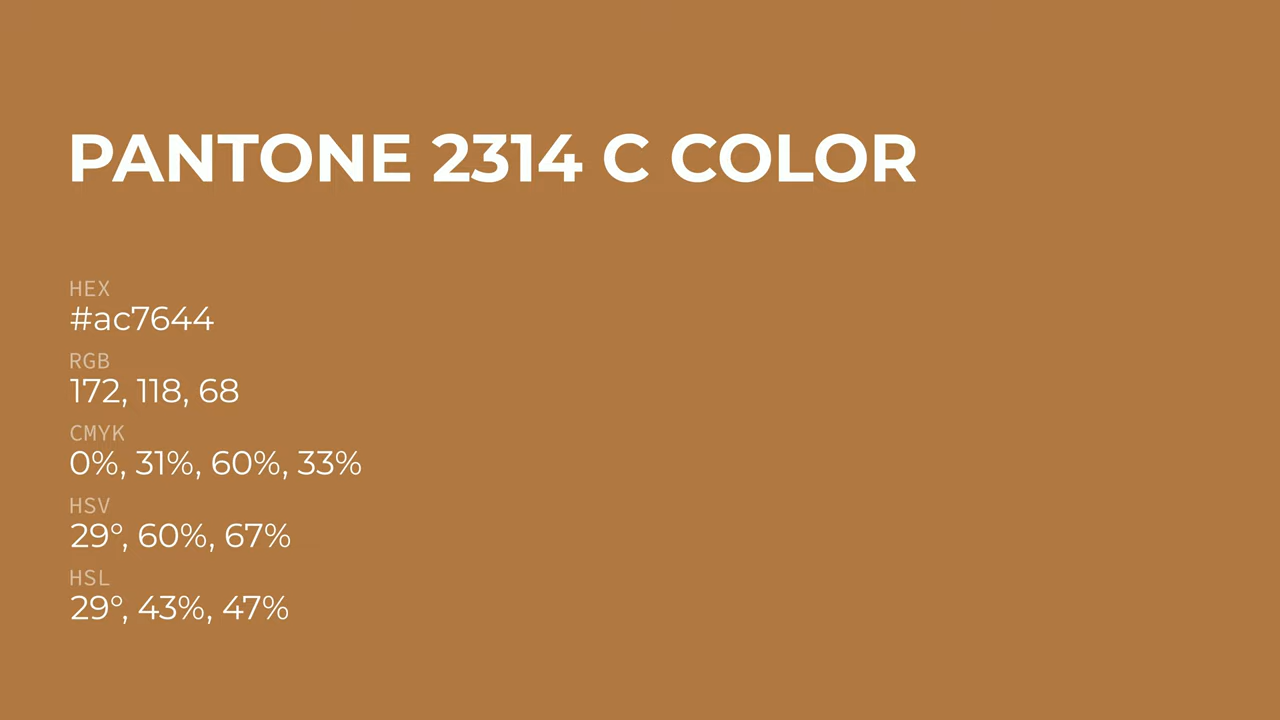 PANTONE 2314 C COLOR
HEX
#ac7644
RGB
172, 118, 68
CMYK
0%, 31%, 60%, 33%
HSV
29°, 60%, 67%
HSL
29°, 43%, 47%